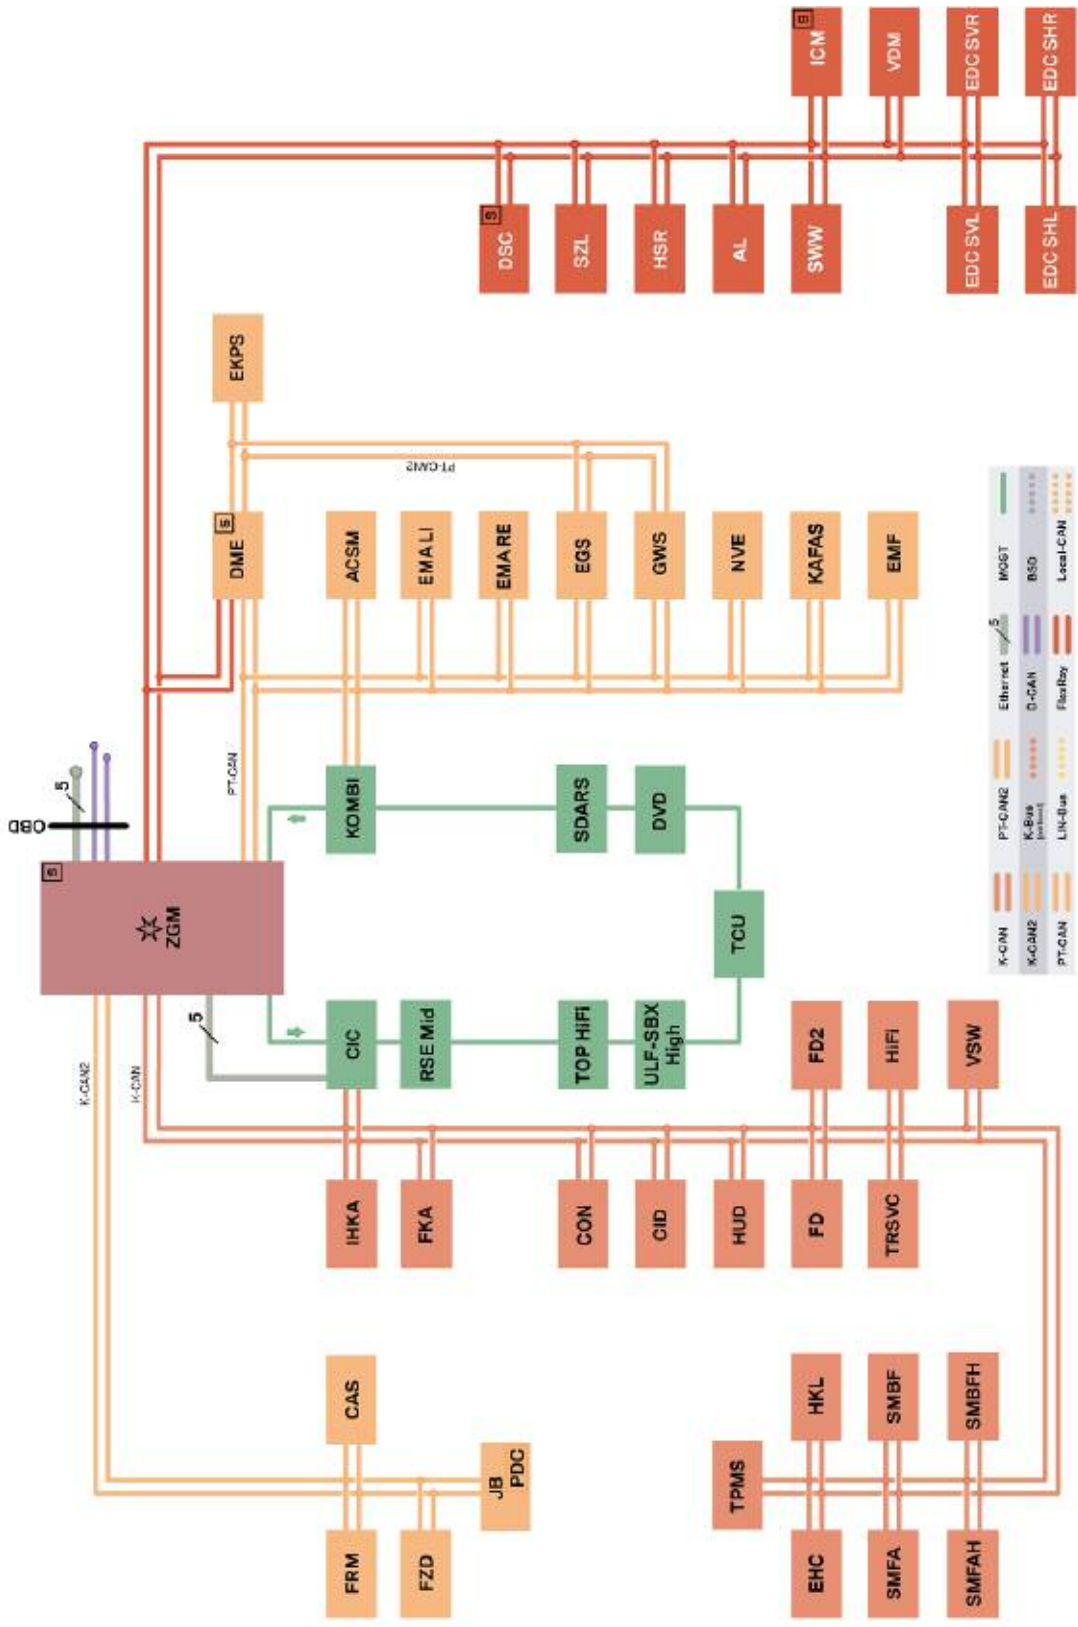 OBD
5
S
ZGM
5
K-CAN2
K-CAN
PT-CAN
PT-CAN2
FRM
CAS
FZD
JB
PDC
IHKA
FKA
CON
CID
HUD
FD
FD2
TRSVC
HiFi
VSW
TPMS
EHC
HKL
SMFA
SMBF
SMFAH
SMBFH
CIC
RSE Mid
TOP HiFi
ULF-SBX
High
TCU
DVD
SDARS
KOMBI
DME
S
EKPS
ACSM
EMA LI
EMA RE
EGS
GWS
NVE
KAFAS
EMF
DSC
S
SZL
HSR
AL
SWW
ICM
S
VDM
EDC SVL
EDC SVR
EDC SHL
EDC SHR
K-CAN
PT-CAN2
Ethernet
5
MOST
K-CAN2
K-Bus
D-CAN
BSD
PT-CAN
LIN-Bus
FlexRay
Local-CAN